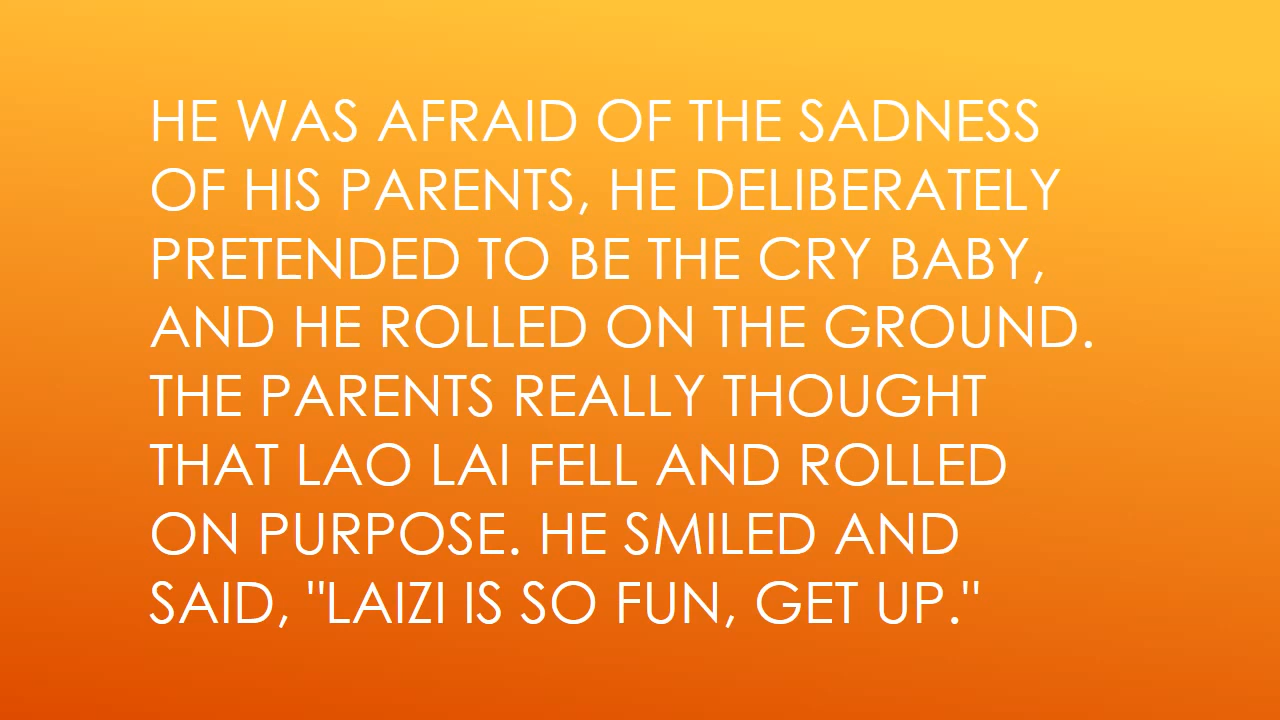 HE WAS AFRAID OF THE SADNESS
OF HIS PARENTS, HE DELIBERATELY
PRETENDED TO BE THE CRY BABY,
AND HE ROLLED ON THE GROUND.
THE PARENTS REALLY THOUGHT
THAT LAO LAI FELL AND ROLLED
ON PURPOSE. HE SMILED AND
SAID, "LAIZI IS SO FUN, GET UP."